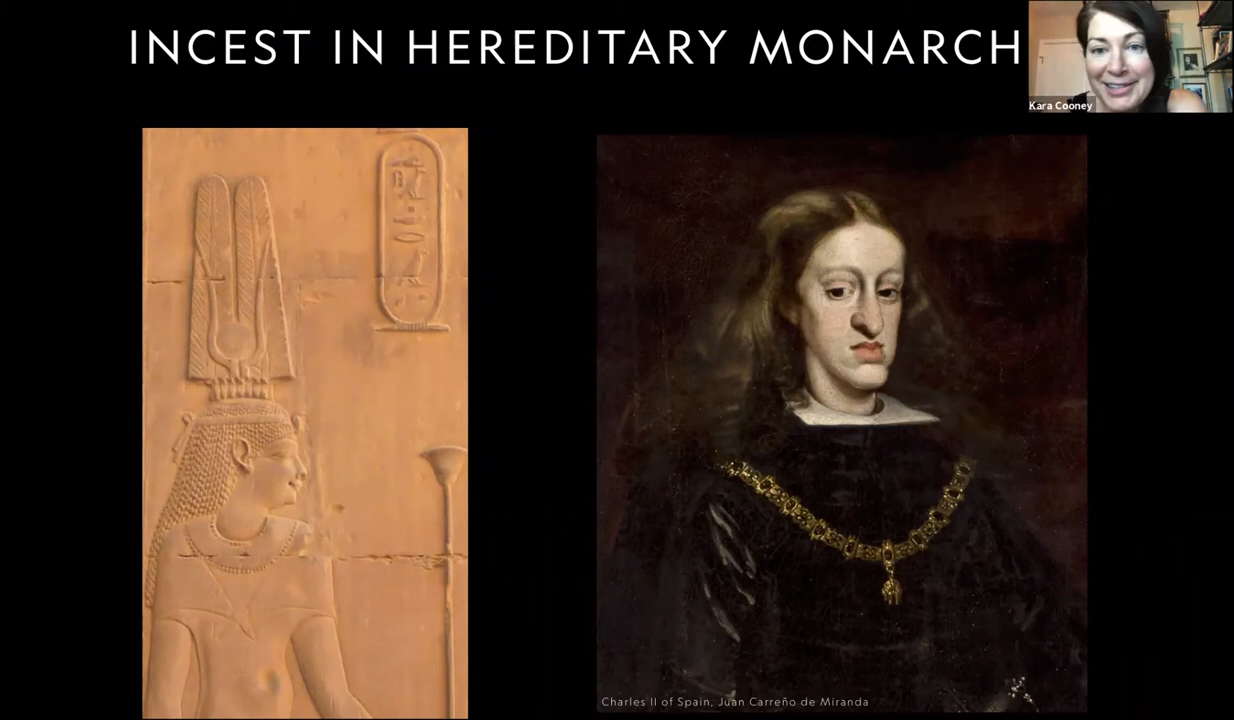 INCEST IN HEREDITARY MONARCH
Kara Cooney
Charles II of Spain, Juan Carreño de Miranda